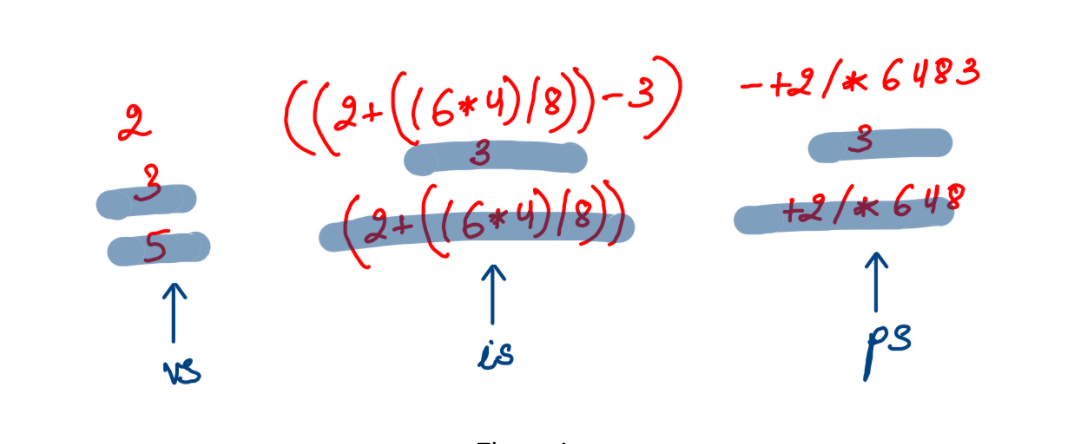 2 ((2+((6*4)/8))-3) -+2/*6483
3 3 3
5 (2+((6*4)/8)) +2/*648
vs is ps